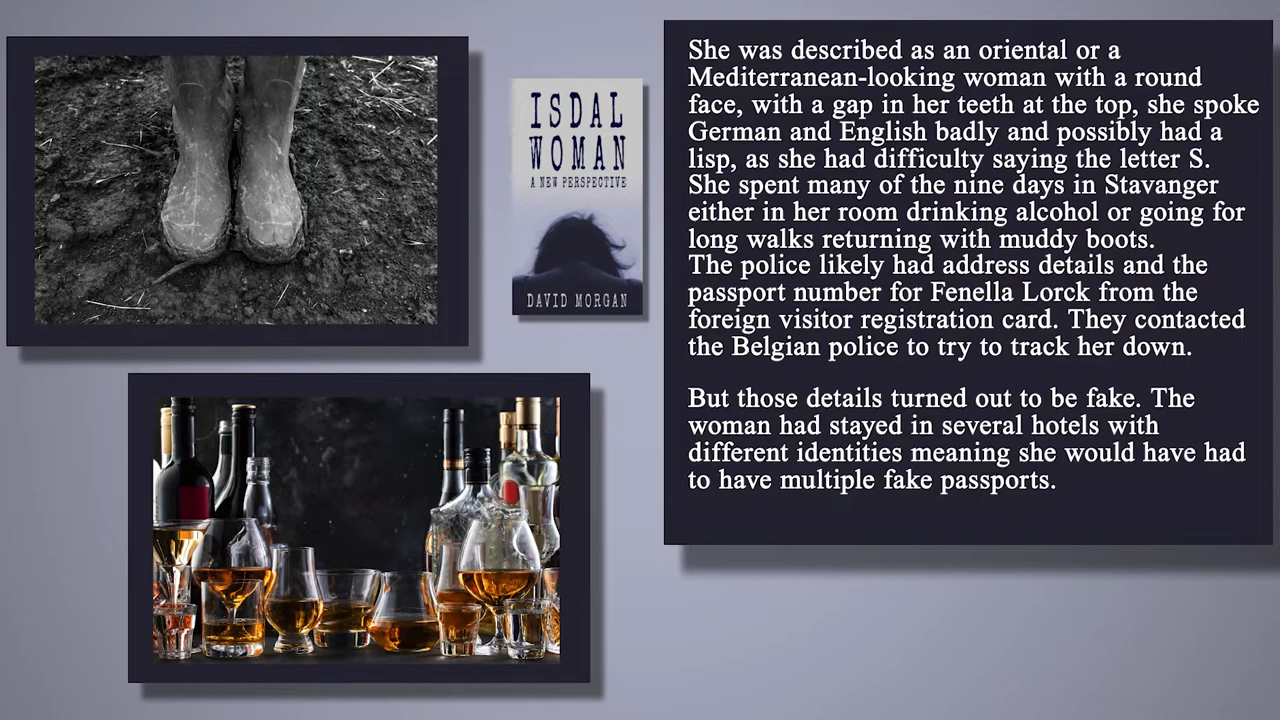 ISDAL
WOMAN
A NEW PERSPECTIVE
DAVID MORGAN
She was described as an oriental or a
Mediterranean-looking woman with a round
face, with a gap in her teeth at the top, she spoke
German and English badly and possibly had a
lisp, as she had difficulty saying the letter S.
She spent many of the nine days in Stavanger
either in her room drinking alcohol or going for
long walks returning with muddy boots.
The police likely had address details and the
passport number for Fenella Lorck from the
foreign visitor registration card. They contacted
the Belgian police to try to track her down.
But those details turned out to be fake. The
woman had stayed in several hotels with
different identities meaning she would have had
to have multiple fake passports.